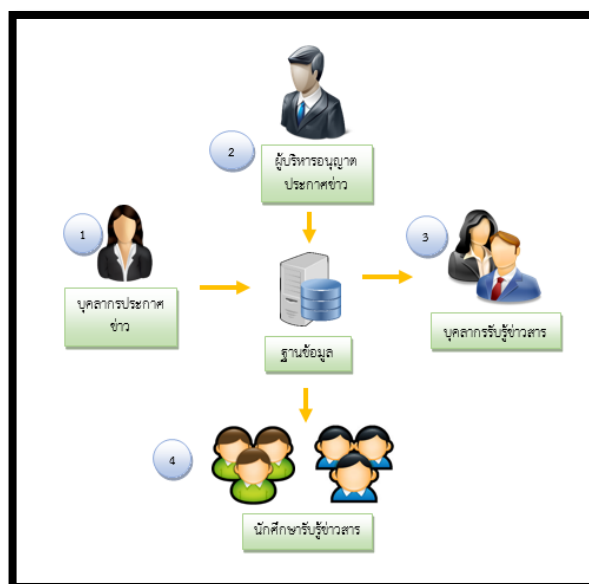 2
ผู้บริหารอนุญาต
ประกาศข่าว
1
บุคลากรประกาศ
ข่าว
3
บุคลากรรับรู้ข่าวสาร
ฐานข้อมูล
4
นักศึกษารับรู้ข่าวสาร